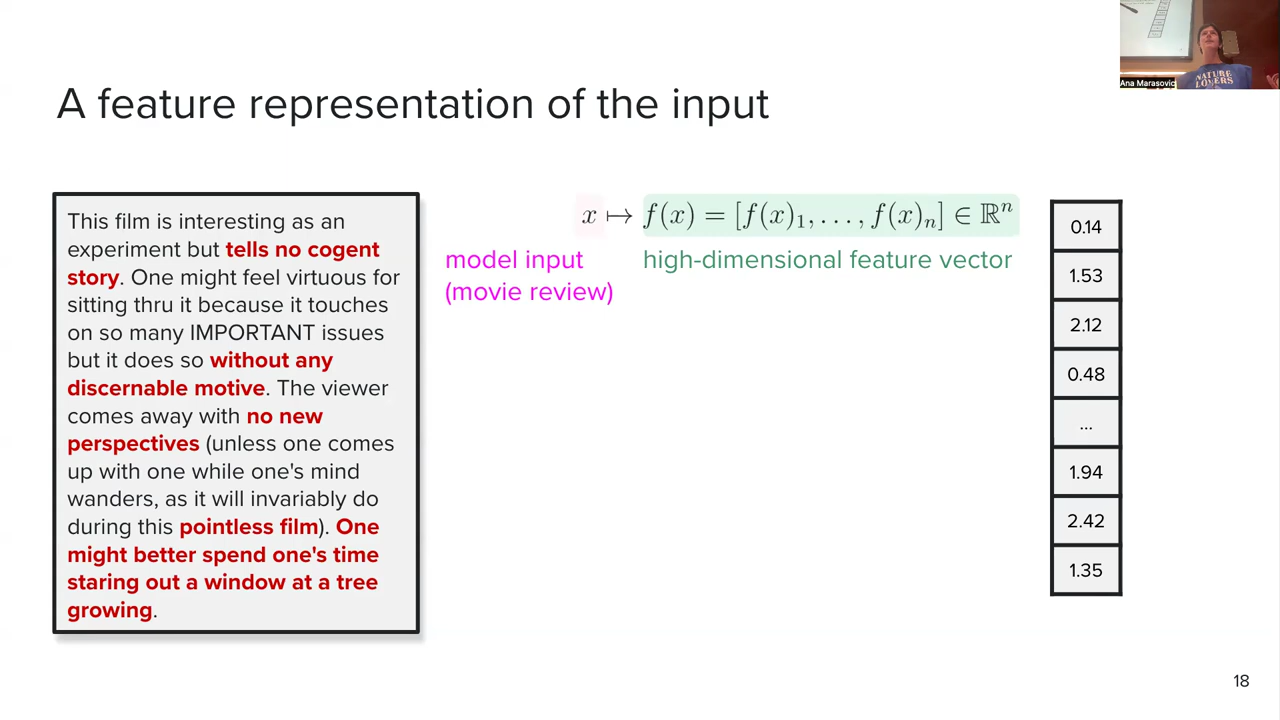 Ana Marasovic
NATURE
LOVERS
A feature representation of the input
This film is interesting as an
experiment but tells no cogent
story. One might feel virtuous for
sitting thru it because it touches
on so many IMPORTANT issues
but it does so without any
discernable motive. The viewer
comes away with no new
perspectives (unless one comes
up with one while one's mind
wanders, as it will invariably do
during this pointless film). One
might better spend one's time
staring out a window at a tree
growing.
x ↦ f(x) = [f(x)₁, . . . , f(x)ₙ] ∈ ℝⁿ
model input
(movie review)
high-dimensional feature vector
0.14
1.53
2.12
0.48
...
1.94
2.42
1.35
18